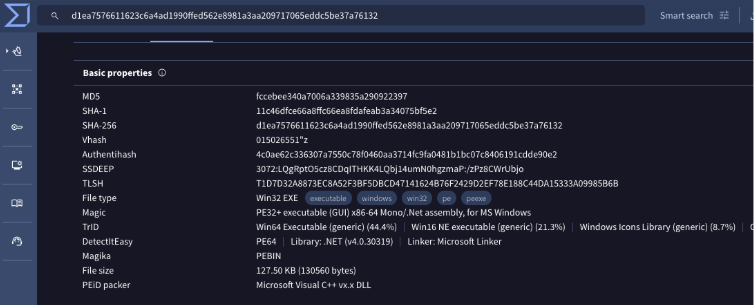 d1ea7576611623c6a4ad1990ffed562e8981a3aa209717065eddc5be37a76132
Smart search
Basic properties
MD5 fccebee340a7006a339835a290922397
SHA-1 11c46dfce66a8ffc66ea8fdafeab3a34075bf5e2
SHA-256 d1ea7576611623c6a4ad1990ffed562e8981a3aa209717065eddc5be37a76132
Vhash 015026551"z
Authentihash 4c0ae62c336307a7550c78f0460aa3714fc9fa0481b1bc07c8406191cdde90e2
SSDEEP 3072:LQgRptO5cz8CDqITHKK4LQbj14umN0hgzmaP:/zPz8CWrUbjo
TLSH T1D7D32A8873EC8A52F3BF5DBCD47141624B76F2429D2EF78E188C44DA15333A09985B6B
File type Win32 EXE executable windows win32 pe peexe
Magic PE32+ executable (GUI) x86-64 Mono/.Net assembly, for MS Windows
TrID Win64 Executable (generic) (44.4%) Win16 NE executable (generic) (21.3%) Windows Icons Library (generic) (8.7%)
DetectItEasy PE64 Library: .NET (v4.0.30319) Linker: Microsoft Linker
Magika PEBIN
File size 127.50 KB (130560 bytes)
PEiD packer Microsoft Visual C++ vx.x DLL